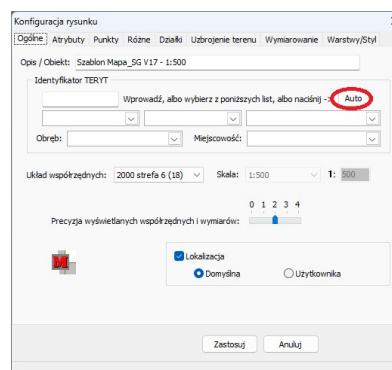 Konfiguracja rysunku
Ogólne Atrybuty Punkty Różne Działki Uzbrojenie terenu Wymiarowanie Warstwy/Styl
Opis / Obiekt: Szablon Mapa_SG V17 - 1:500
Identyfikator TERYT
Wprowadź, albo wybierz z poniższych list, albo naciśnij -> Auto
Obręb: Miejscowość:
Układ współrzędnych: 2000 strefa 6 (18) Skala: 1:500 1: 500
0 1 2 3 4
Precyzja wyświetlanych współrzędnych i wymiarów:
M
Lokalizacja
Domyślna Użytkownika
Zastosuj Anuluj